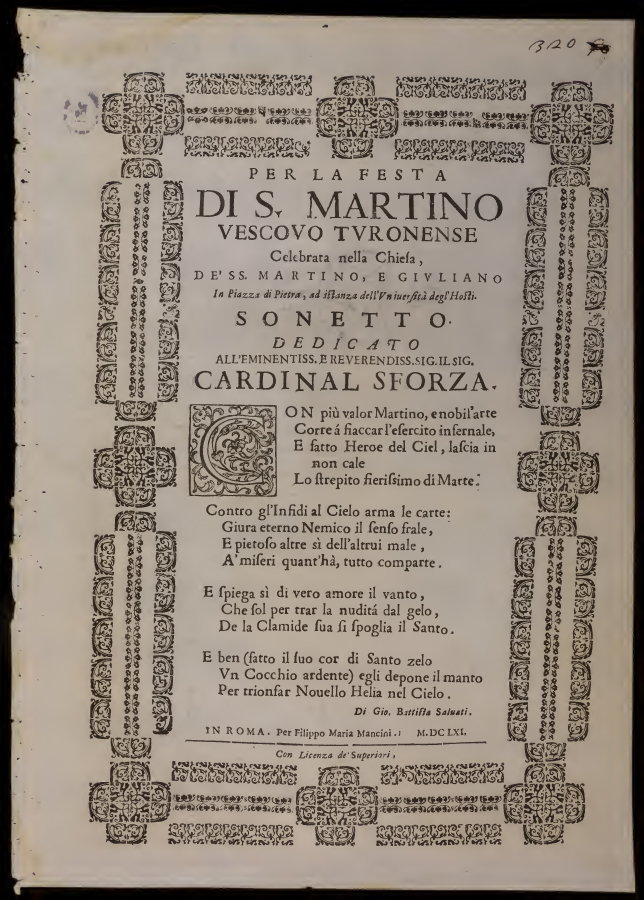 3120
PER LA FESTA
DI S. MARTINO
VESCOVO TVRONENSE
Celebrata nella Chiesa,
DE' SS. MARTINO, E GIVLIANO
In Piazza di Pietra, ad istanza dell'Vniuersità degl'Hosti.
SONETTO.
DEDICATO
ALL'EMINENTISS. E REVERENDISS. SIG. IL SIG.
CARDINAL SFORZA.
CON più valor Martino, e nobil'arte
Corre á fiaccar l'esercito infernale,
E fatto Heroe del Ciel, lascia in
non cale
Lo strepito fierissimo di Marte.
Contro gl'Infidi al Cielo arma le carte:
Giura eterno Nemico il senso frale,
E pietoso altre sì dell'altrui male,
A' miseri quant'hà, tutto comparte.
E spiega sì di vero amore il vanto,
Che sol per trar la nuditá dal gelo,
De la Clamide sua si spoglia il Santo.
E ben (fatto il suo cor di Santo zelo
Vn Cocchio ardente) egli depone il manto
Per trionfar Nouello Helia nel Cielo.
Di Gio. Battista Saluati.
IN ROMA. Per Filippo Maria Mancini. M.DC LXI.
Con Licenza de' Superiori,